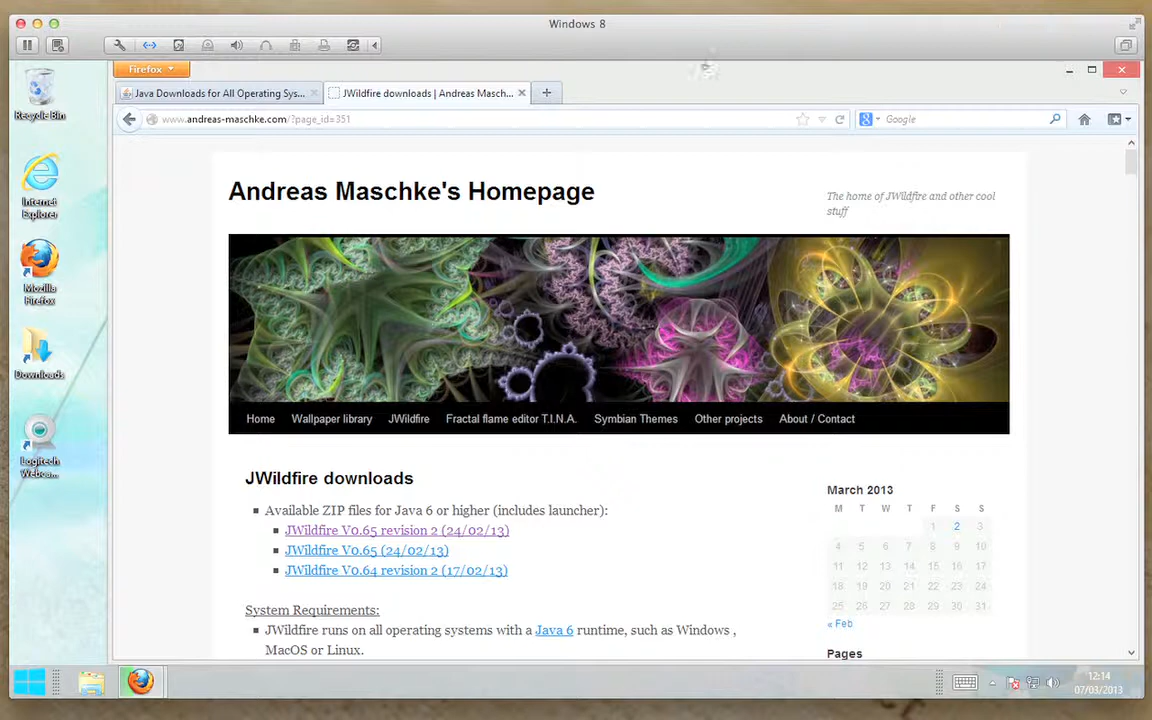 Windows 8
Recycle Bin
Internet
Explorer
Mozilla
Firefox
Downloads
Logitech
Webca...
Firefox
Java Downloads for All Operating Sys...
JWildfire downloads | Andreas Masch...
www.andreas-maschke.com/?page_id=351
Google
Andreas Maschke's Homepage
The home of JWildfire and other cool
stuff
Home Wallpaper library JWildfire Fractal flame editor T.I.N.A. Symbian Themes Other projects About / Contact
JWildfire downloads
Available ZIP files for Java 6 or higher (includes launcher):
JWildfire V0.65 revision 2 (24/02/13)
JWildfire V0.65 (24/02/13)
JWildfire V0.64 revision 2 (17/02/13)
System Requirements:
JWildfire runs on all operating systems with a Java 6 runtime, such as Windows ,
MacOS or Linux.
March 2013
M T W T F S S
1 2 3
4 5 6 7 8 9 10
11 12 13 14 15 16 17
18 19 20 21 22 23 24
25 26 27 28 29 30 31
« Feb
Pages
12:14
07/03/2013